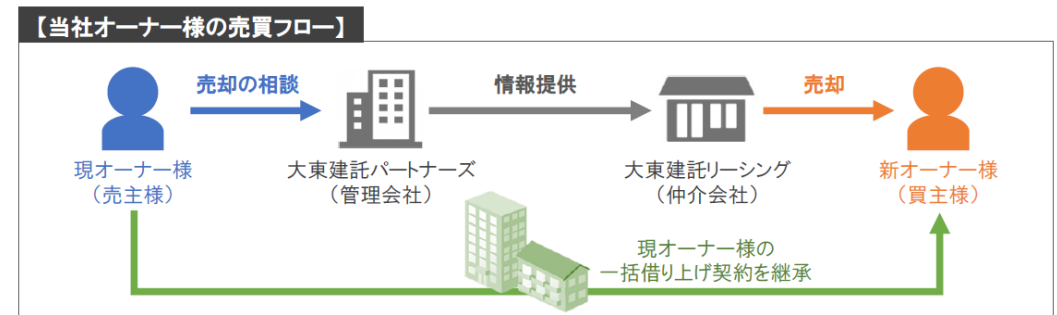 【当社オーナー様の売買フロー】
売却の相談
情報提供
売却
現オーナー様
（売主様）
大東建託パートナーズ
（管理会社）
大東建託リーシング
（仲介会社）
新オーナー様
（買主様）
現オーナー様の
一括借り上げ契約を継承